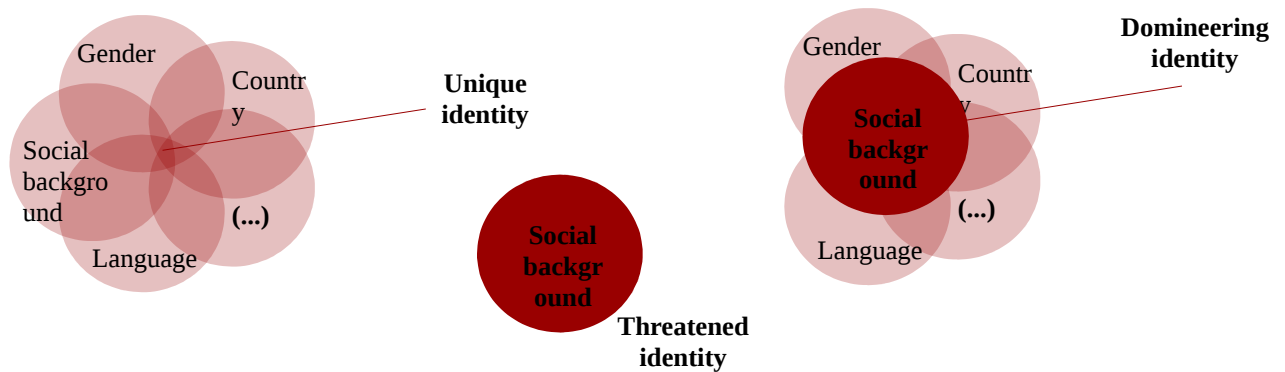 Gender
Countr
y
Unique
identity
Social
backgro
und
(...)
Language
Social
backgr
ound
Threatened
identity
Gender
Countr
y
Domineering
identity
Social
backgr
ound
(...)
Language